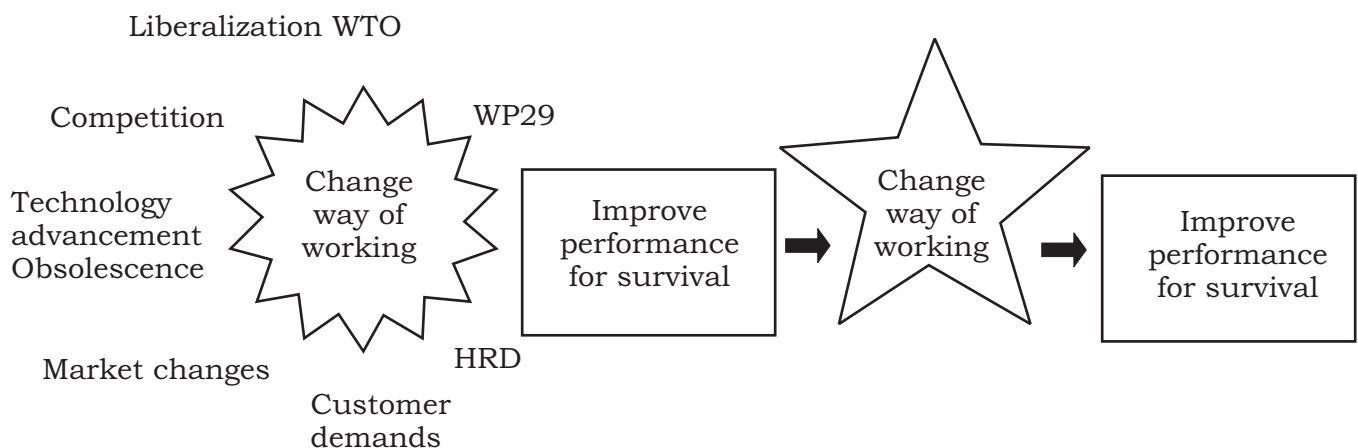 Liberalization WTO
Competition
WP29
Technology
advancement
Obsolescence
Change
way of
working
Market changes
HRD
Customer
demands
Improve
performance
for survival
Change
way of
working
Improve
performance
for survival